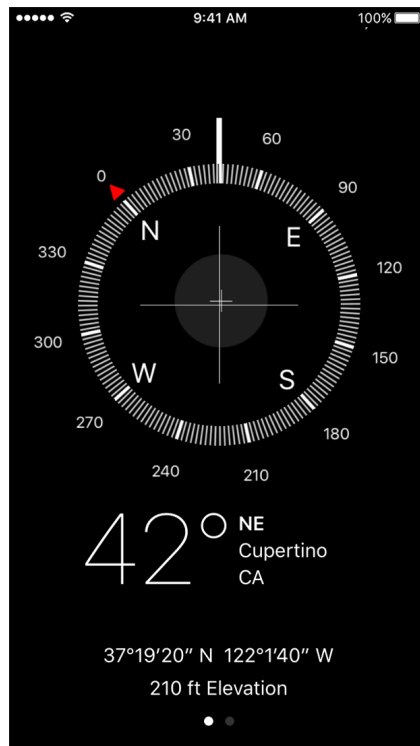 9:41 AM 100%
30 60
0 90
N E
330 120
300 150
W S
270 180
240 210
42° NE
Cupertino
CA
37°19′20″ N 122°1′40″ W
210 ft Elevation